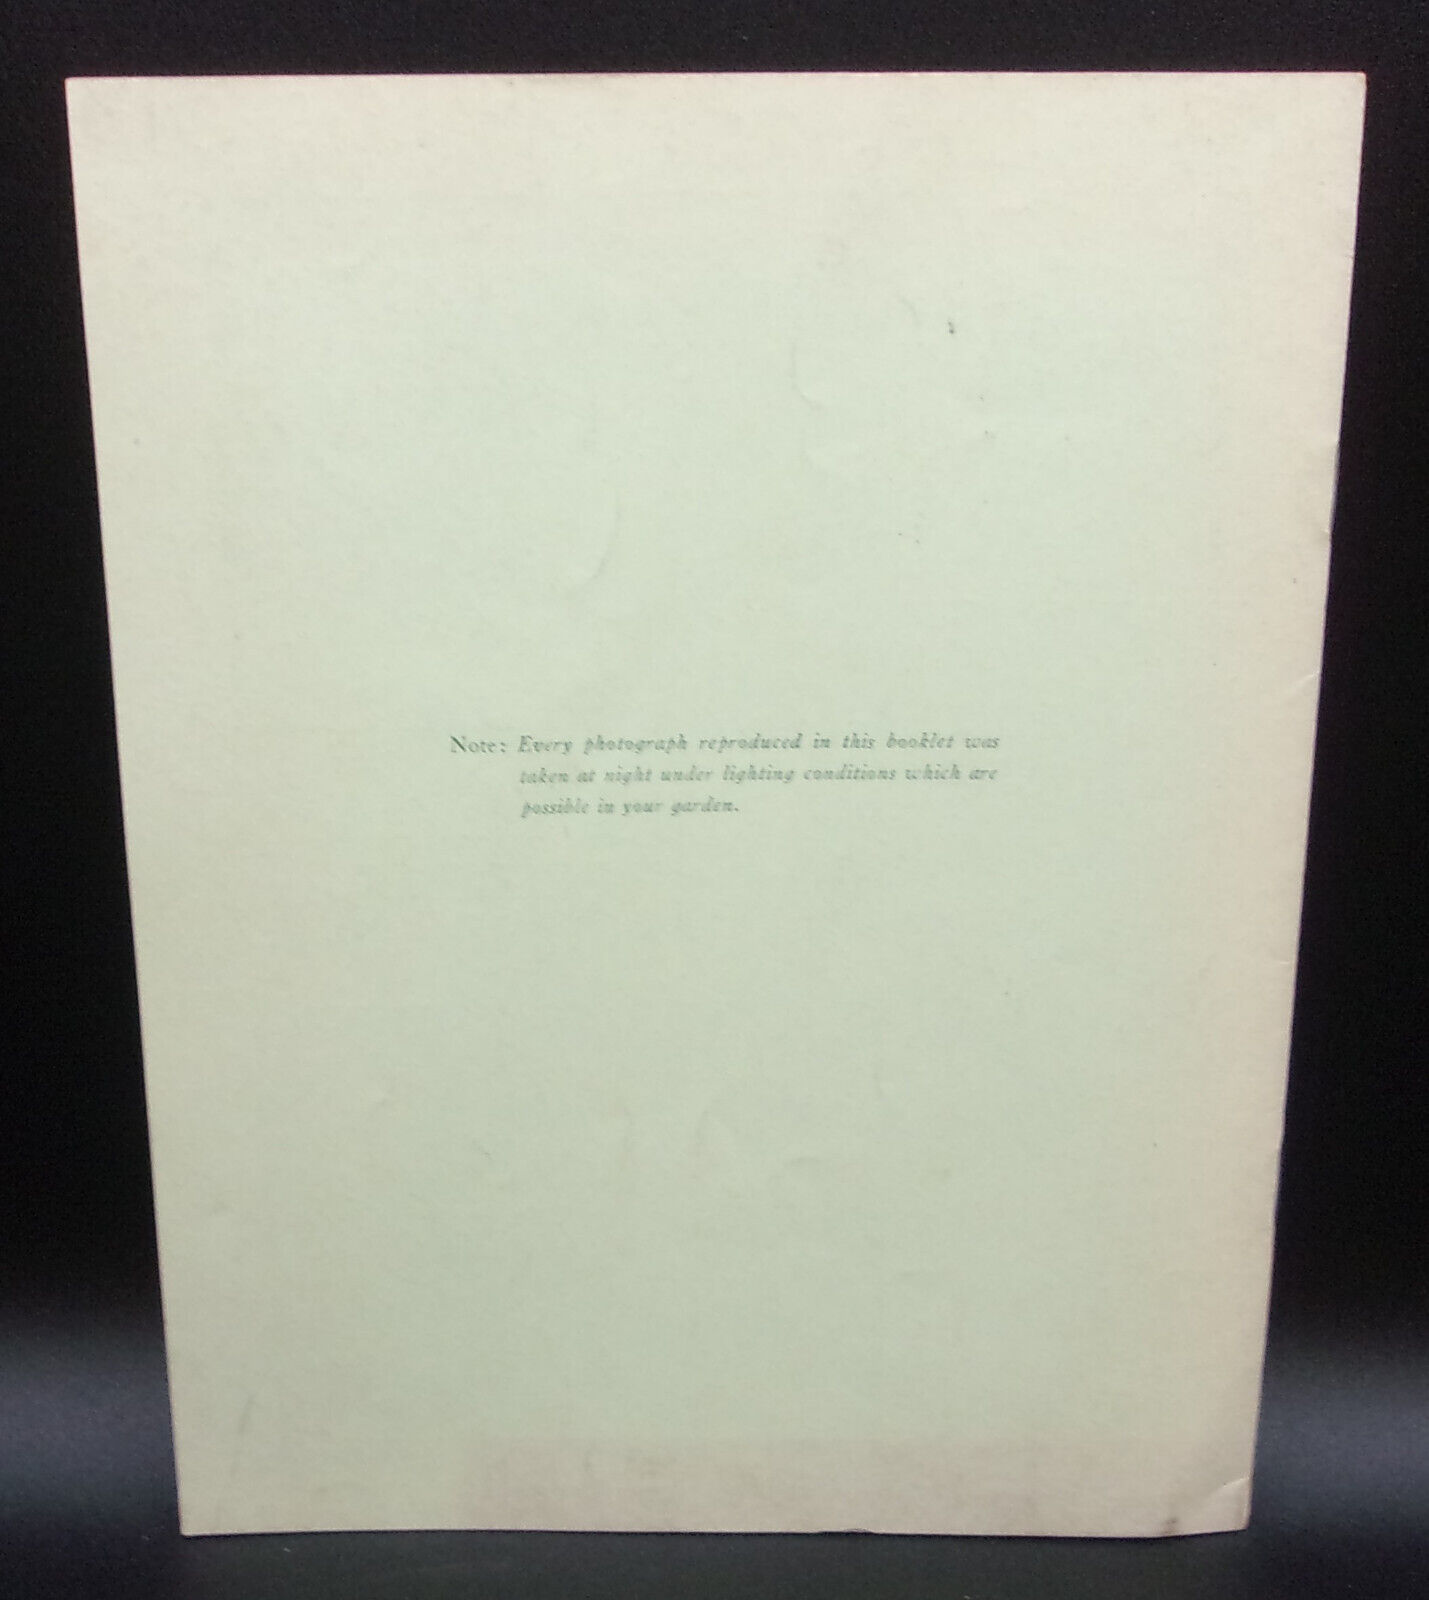 Note: Every photograph reproduced in this booklet was
taken at night under lighting conditions which are
possible in your garden.